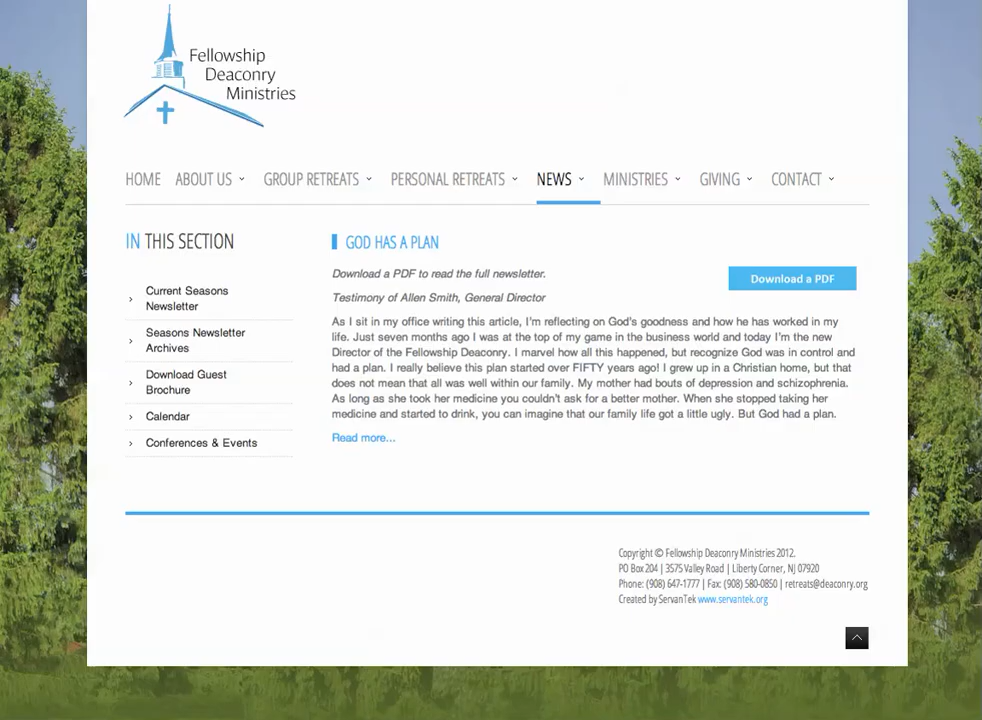 Fellowship
Deaconry
Ministries
HOME ABOUT US GROUP RETREATS PERSONAL RETREATS NEWS MINISTRIES GIVING CONTACT
IN THIS SECTION
Current Seasons
Newsletter
Seasons Newsletter
Archives
Download Guest
Brochure
Calendar
Conferences & Events
GOD HAS A PLAN
Download a PDF to read the full newsletter.
Download a PDF
Testimony of Allen Smith, General Director
As I sit in my office writing this article, I'm reflecting on God's goodness and how he has worked in my
life. Just seven months ago I was at the top of my game in the business world and today I'm the new
Director of the Fellowship Deaconry. I marvel how all this happened, but recognize God was in control and
had a plan. I really believe this plan started over FIFTY years ago! I grew up in a Christian home, but that
does not mean that all was well within our family. My mother had bouts of depression and schizophrenia.
As long as she took her medicine you couldn't ask for a better mother. When she stopped taking her
medicine and started to drink, you can imagine that our family life got a little ugly. But God had a plan.
Read more...
Copyright © Fellowship Deaconry Ministries 2012.
PO Box 204 | 3575 Valley Road | Liberty Corner, NJ 07920
Phone: (908) 647-1777 | Fax: (908) 580-0850 | retreats@deaconry.org
Created by ServanTek www.servantek.org